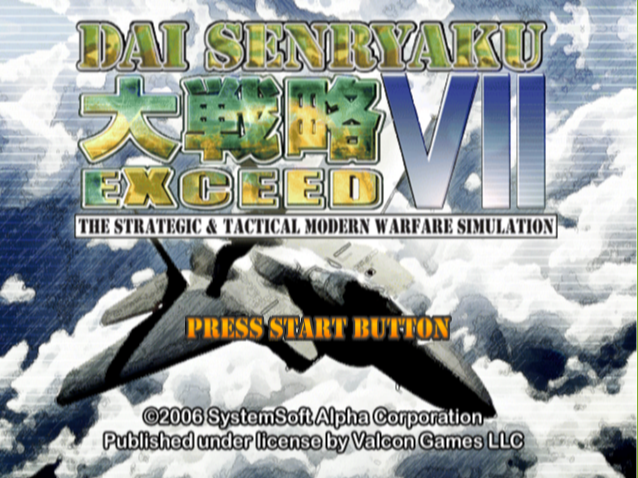 DAI SENRYAKU
大戦略 VII
EXCEED
THE STRATEGIC & TACTICAL MODERN WARFARE SIMULATION
PRESS START BUTTON
©2006 SystemSoft Alpha Corporation
Published under license by Valcon Games LLC